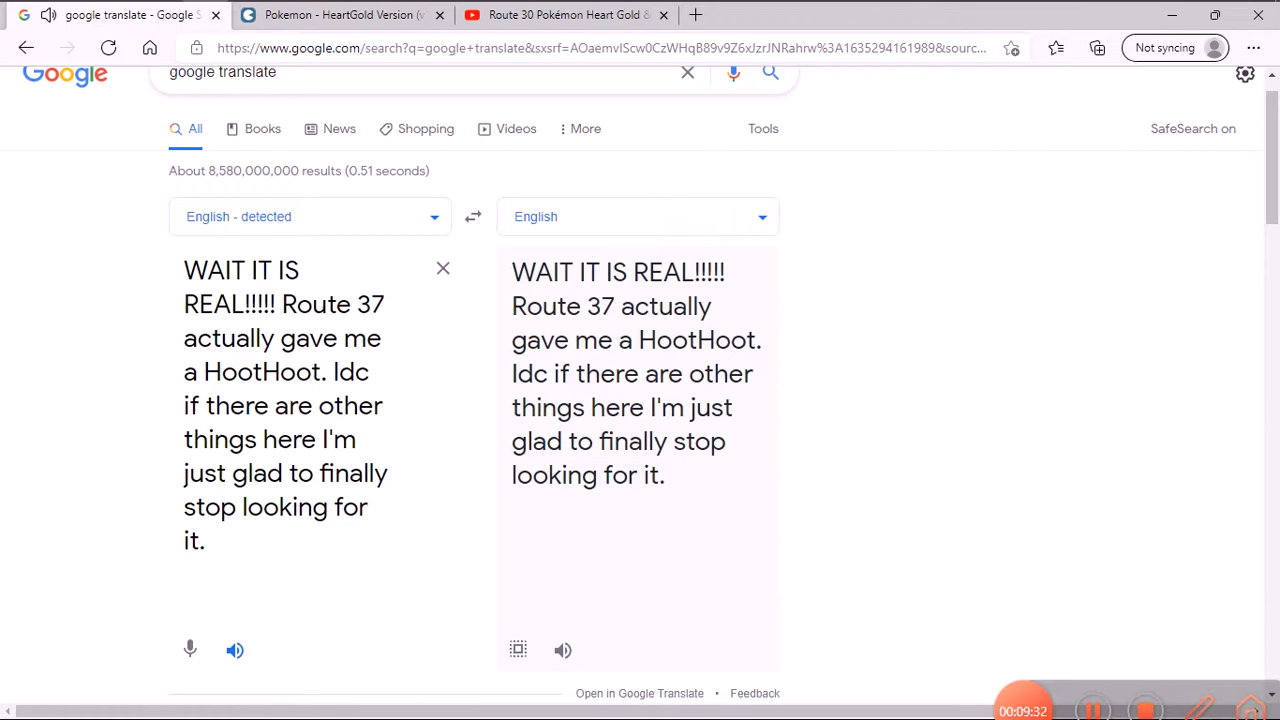 google translate - Google S
Pokemon - HeartGold Version (v
Route 30 Pokémon Heart Gold &
https://www.google.com/search?q=google+translate&sxsrf=AOaemvIScw0CZWHqB89v9Z6xJzrJNRahrw%3A1635294161989&sourc...
Not syncing
Google
google translate
All
Books
News
Shopping
Videos
More
Tools
SafeSearch on
About 8,580,000,000 results (0.51 seconds)
English - detected
English
WAIT IT IS
REAL!!!!! Route 37
actually gave me
a HootHoot. Idc
if there are other
things here I'm
just glad to finally
stop looking for
it.
WAIT IT IS REAL!!!!!
Route 37 actually
gave me a HootHoot.
Idc if there are other
things here I'm just
glad to finally stop
looking for it.
Open in Google Translate • Feedback
00:09:32